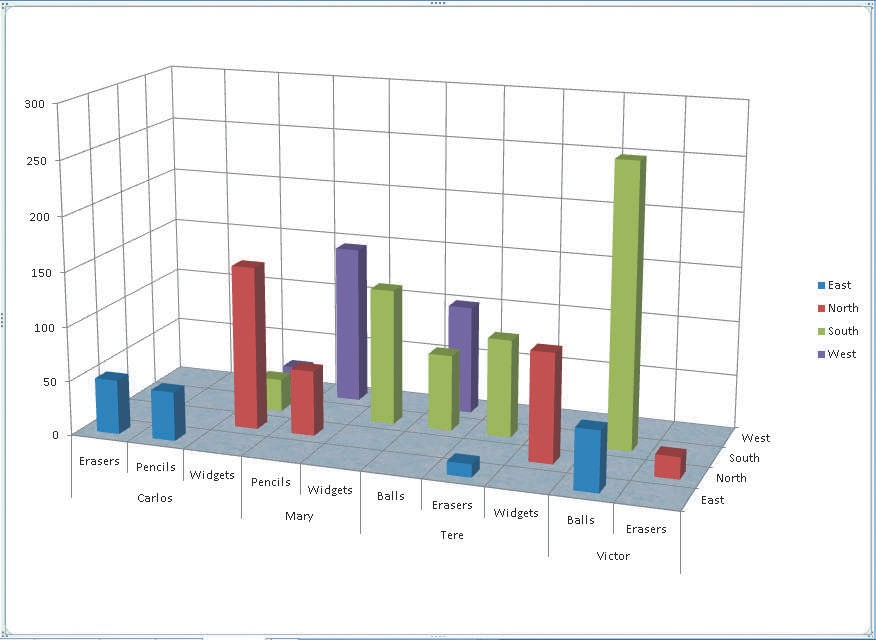 300
250
200
150
100
50
0
Erasers
Pencils
Widgets
Pencils
Widgets
Balls
Erasers
Widgets
Balls
Erasers
Carlos
Mary
Tere
Victor
West
South
North
East
East
North
South
West